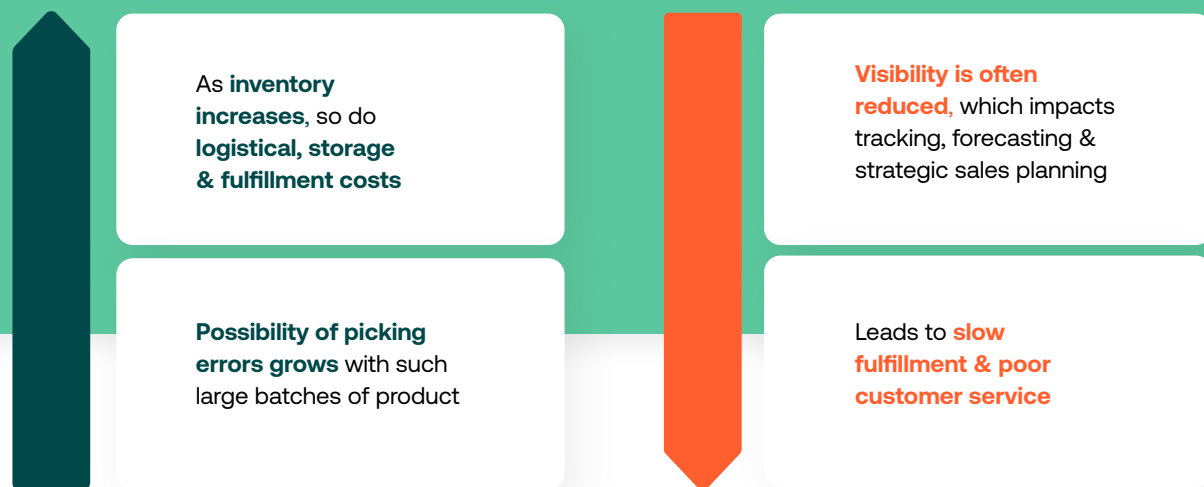 As inventory
increases, so do
logistical, storage
& fulfillment costs
Possibility of picking
errors grows with such
large batches of product
Visibility is often
reduced, which impacts
tracking, forecasting &
strategic sales planning
Leads to slow
fulfillment & poor
customer service